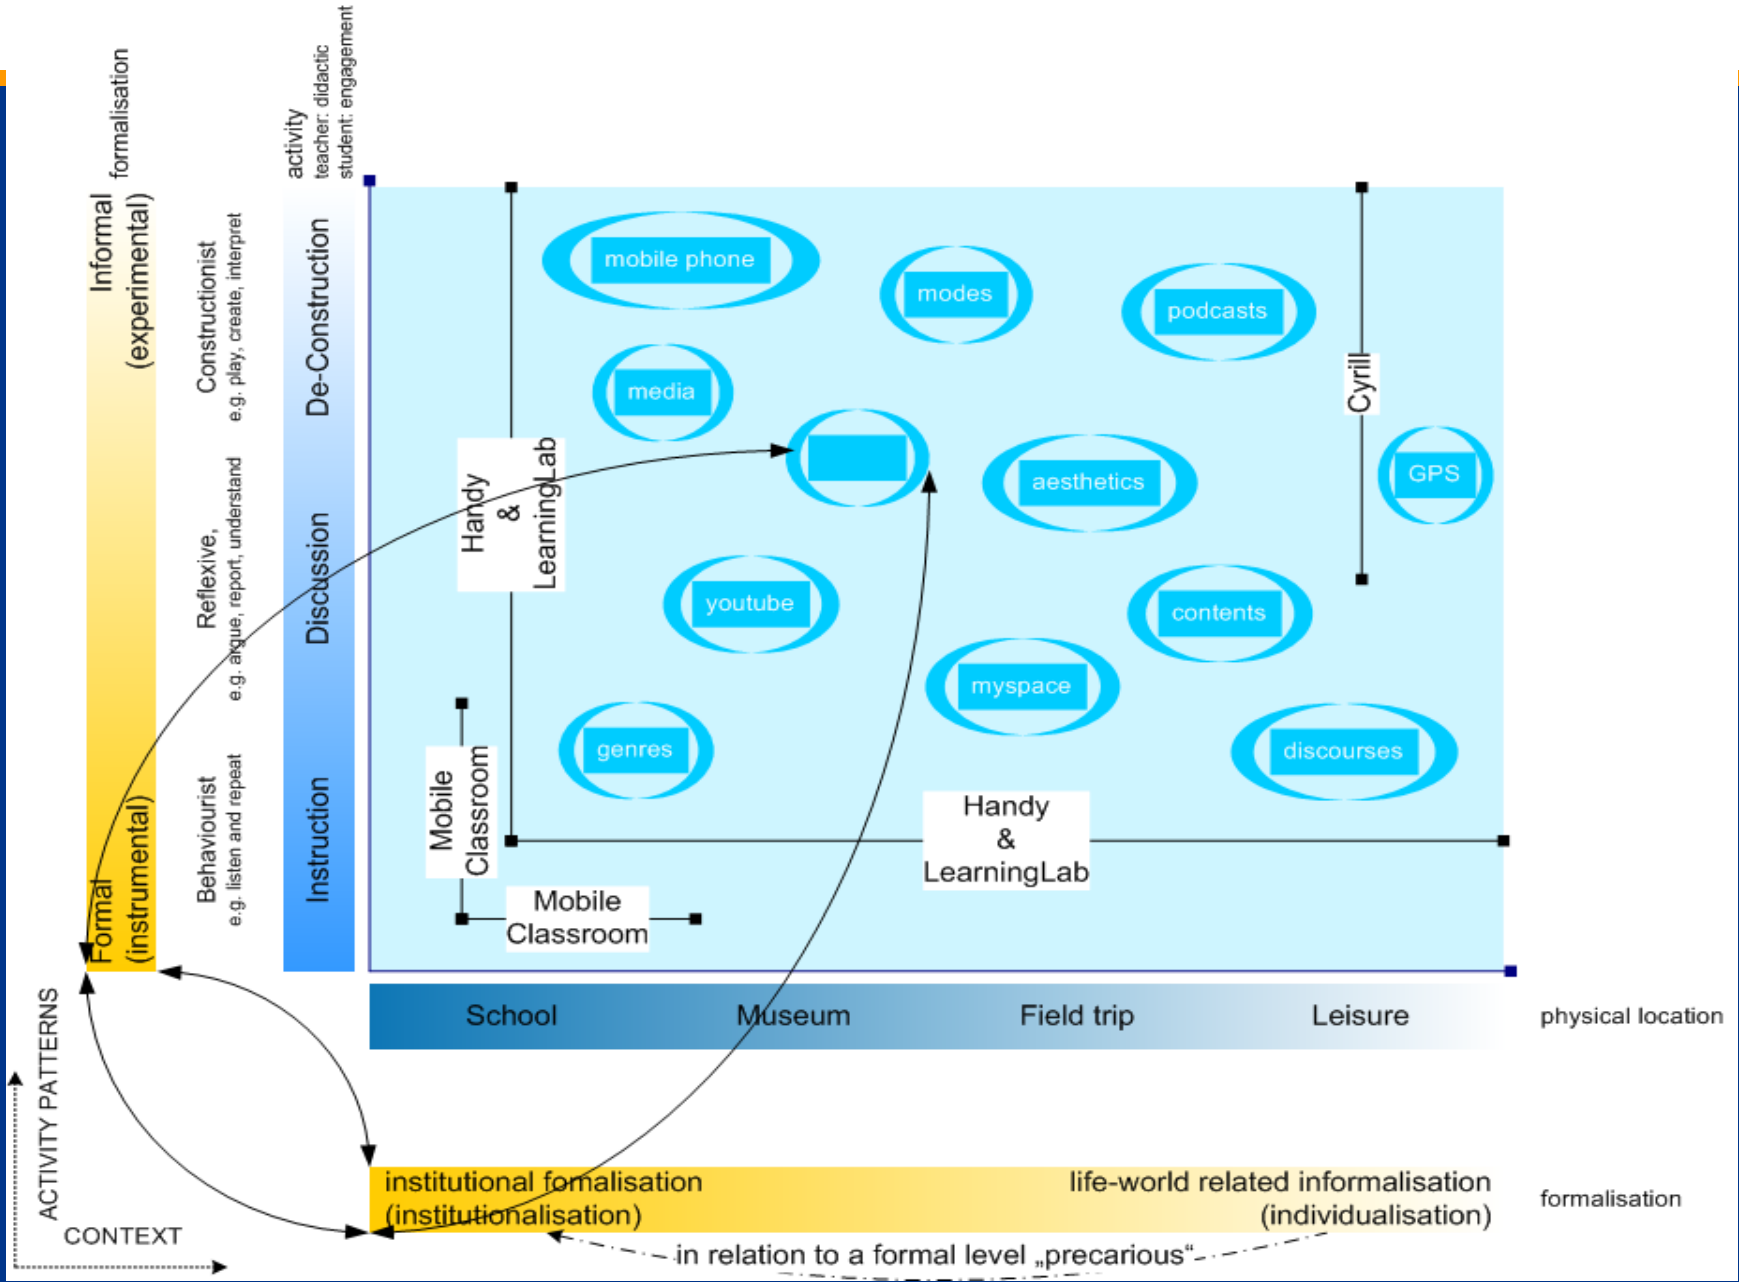 formalisation
Informal
(experimental)
Formal
(instrumental)
activity
teacher: didactic
student: engagement
Constructionist
e.g. play, create, interpret
Reflexive,
e.g. argue, report, understand
Behaviourist
e.g. listen and repeat
De-Construction
Discussion
Instruction
mobile phone
modes
podcasts
media
Cyrill
aesthetics
GPS
Handy
&
LearningLab
youtube
contents
myspace
genres
discourses
Mobile
Classroom
Handy
&
LearningLab
Mobile
Classroom
School
Museum
Field trip
Leisure
physical location
ACTIVITY PATTERNS
CONTEXT
institutional fornalisation
(institutionalisation)
life-world related informalisation
(individualisation)
formalisation
in relation to a formal level „precarious“